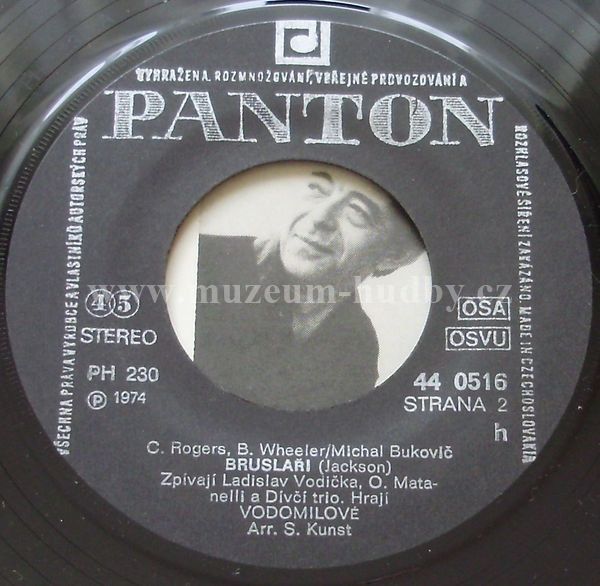 VYHRAŽENA. ROZMNOŽOVÁNÍ, VEŘEJNÉ PROVOZOVÁNÍ A
PANTON
VŠECHNA PRÁVA VÝROBCE A VLASTNÍKŮ AUTORSKÝCH PRÁV
ROZHLASOVÉ ŠÍŘENÍ ZAKÁZÁNO. MADE IN CZECHOSLOVAKIA
www.muzeum-hudby.cz
45
STEREO
PH 230
℗ 1974
OSA
OSVU
44 0516
STRANA 2
h
C. Rogers, B. Wheeler/Michal Bukovič
BRUSLAŘI (Jackson)
Zpívají Ladislav Vodička, O. Mata-
nelli a Dívčí trio. Hrají
VODOMILOVÉ
Arr. S. Kunst